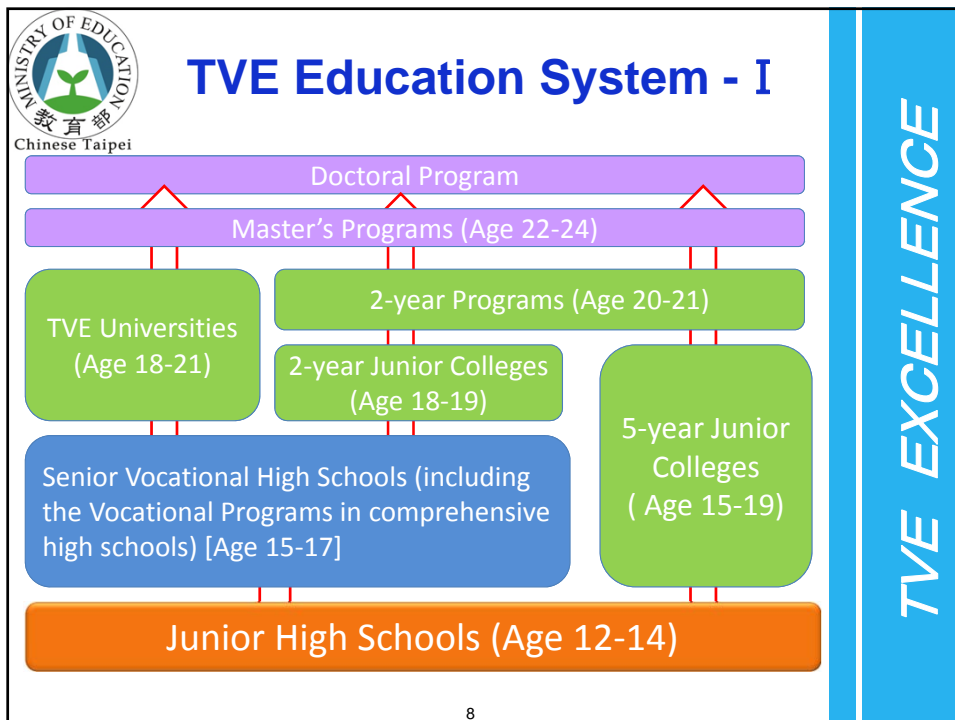 MINISTRY OF EDUCATION
教育部
Chinese Taipei
TVE Education System - I
Doctoral Program
Master's Programs (Age 22-24)
TVE Universities
(Age 18-21)
2-year Programs (Age 20-21)
2-year Junior Colleges
(Age 18-19)
5-year Junior
Colleges
( Age 15-19)
Senior Vocational High Schools (including
the Vocational Programs in comprehensive
high schools) [Age 15-17]
Junior High Schools (Age 12-14)
8
TVE EXCELLENCE